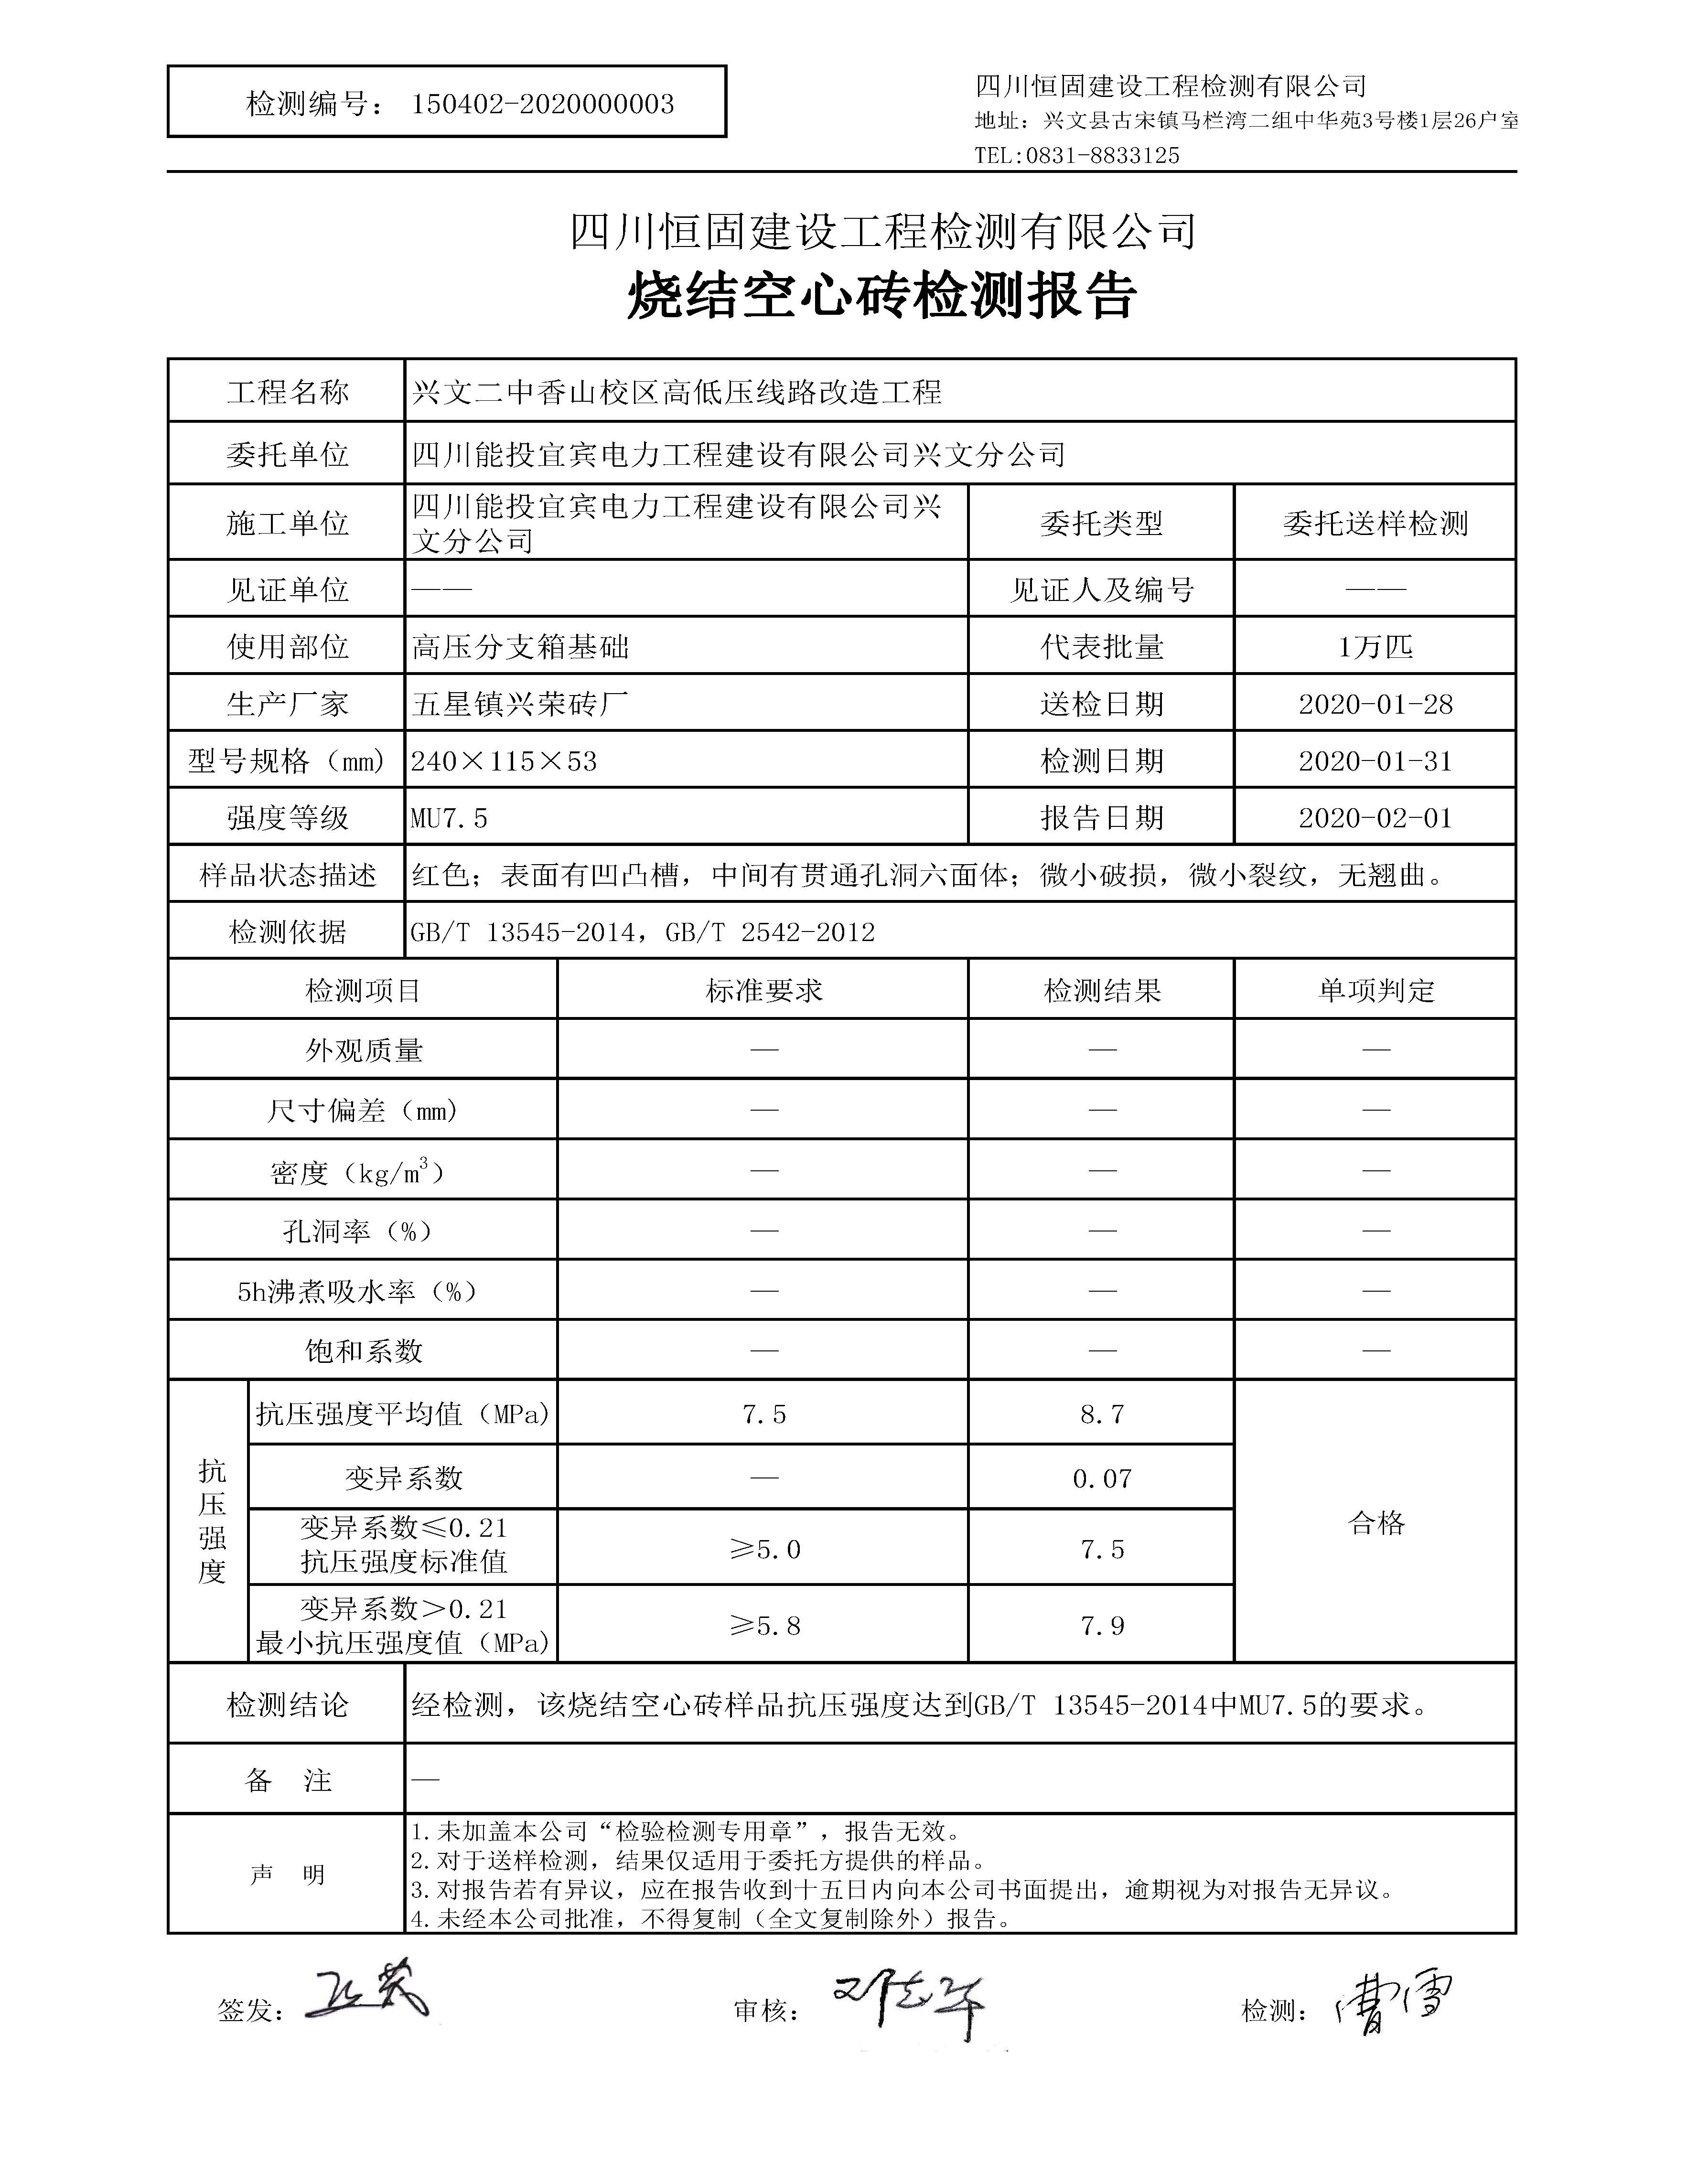 检测编号： 150402-2020000003
四川恒固建设工程检测有限公司
地址：兴文县古宋镇马栏湾二组中华苑3号楼1层26户室
TEL:0831-8833125
四川恒固建设工程检测有限公司
烧结空心砖检测报告
工程名称 兴文二中香山校区高低压线路改造工程
委托单位 四川能投宜宾电力工程建设有限公司兴文分公司
施工单位 四川能投宜宾电力工程建设有限公司兴
文分公司 委托类型 委托送样检测
见证单位 —— 见证人及编号 ——
使用部位 高压分支箱基础 代表批量 1万匹
生产厂家 五星镇兴荣砖厂 送检日期 2020-01-28
型号规格（mm) 240×115×53 检测日期 2020-01-31
强度等级 MU7.5 报告日期 2020-02-01
样品状态描述 红色；表面有凹凸槽，中间有贯通孔洞六面体；微小破损，微小裂纹，无翘曲。
检测依据 GB/T 13545-2014，GB/T 2542-2012
检测项目 标准要求 检测结果 单项判定
外观质量 — — —
尺寸偏差（mm) — — —
密度（kg/m³） — — —
孔洞率（%） — — —
5h沸煮吸水率（%） — — —
饱和系数 — — —
抗压强度
抗压强度平均值（MPa) 7.5 8.7
变异系数 — 0.07
变异系数≤0.21
抗压强度标准值 ≥5.0 7.5
变异系数＞0.21
最小抗压强度值（MPa) ≥5.8 7.9
合格
检测结论 经检测，该烧结空心砖样品抗压强度达到GB/T 13545-2014中MU7.5的要求。
备 注 —
声 明
1.未加盖本公司“检验检测专用章”，报告无效。
2.对于送样检测，结果仅适用于委托方提供的样品。
3.对报告若有异议，应在报告收到十五日内向本公司书面提出，逾期视为对报告无异议。
4.未经本公司批准，不得复制（全文复制除外）报告。
签发： 审核： 检测：曹雪